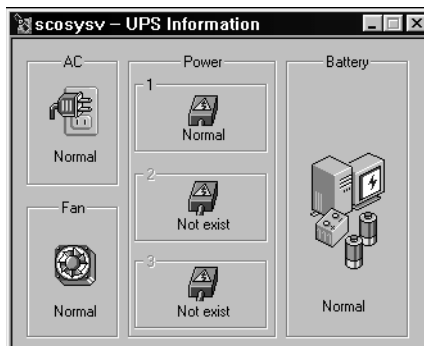 scosysv – UPS Information
AC
Normal
Fan
Normal
Power
1
Normal
2
Not exist
3
Not exist
Battery
Normal